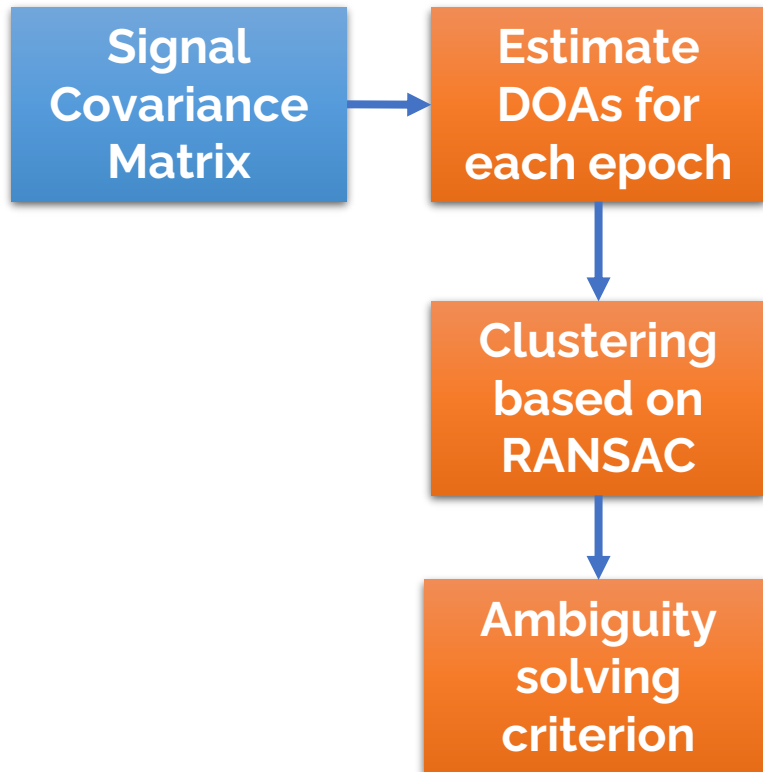 Signal
Covariance
Matrix
Estimate
DOAs for
each epoch
Clustering
based on
RANSAC
Ambiguity
solving
criterion